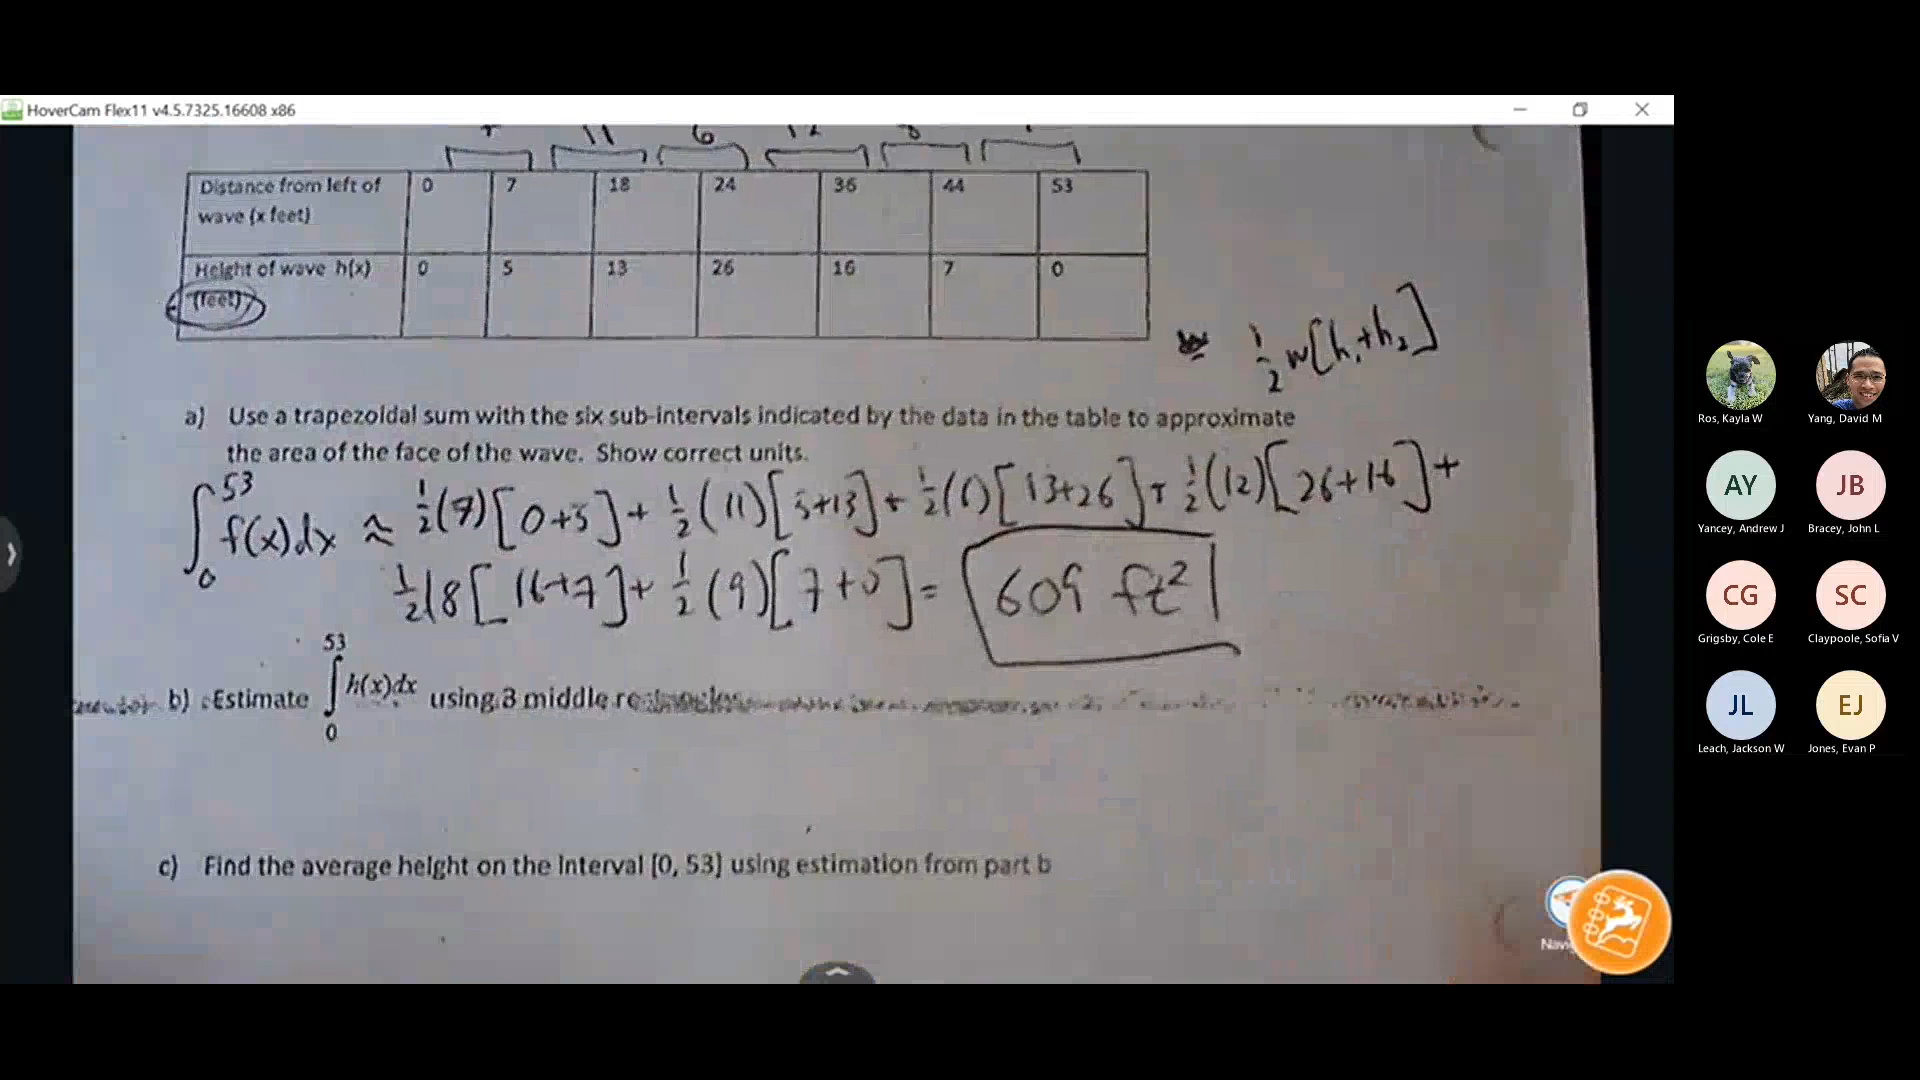 HoverCam Flex11 v4.5.7325.16608 x86
11 6 12 8
Distance from left of wave (x feet) 0 7 18 24 36 44 53
Height of wave h(x) (feet) 0 5 13 26 16 7 0
1/2 w[h₁+h₂]
a) Use a trapezoidal sum with the six sub-intervals indicated by the data in the table to approximate
the area of the face of the wave. Show correct units.
∫₀⁵³ f(x)dx ≈ 1/2(7)[0+5]+ 1/2(11)[5+13]+ 1/2(6)[13+26]+ 1/2(12)[26+16]+
1/2(8[16+7]+ 1/2(9)[7+0]= 609 ft²
b) Estimate ∫₀⁵³ h(x)dx using 3 middle rectangles
c) Find the average height on the interval [0, 53] using estimation from part b
Ros, Kayla W
Yang, David M
AY
JB
Yancey, Andrew J
Bracey, John L
CG
SC
Grigsby, Cole E
Claypoole, Sofia V
JL
EJ
Leach, Jackson W
Jones, Evan P